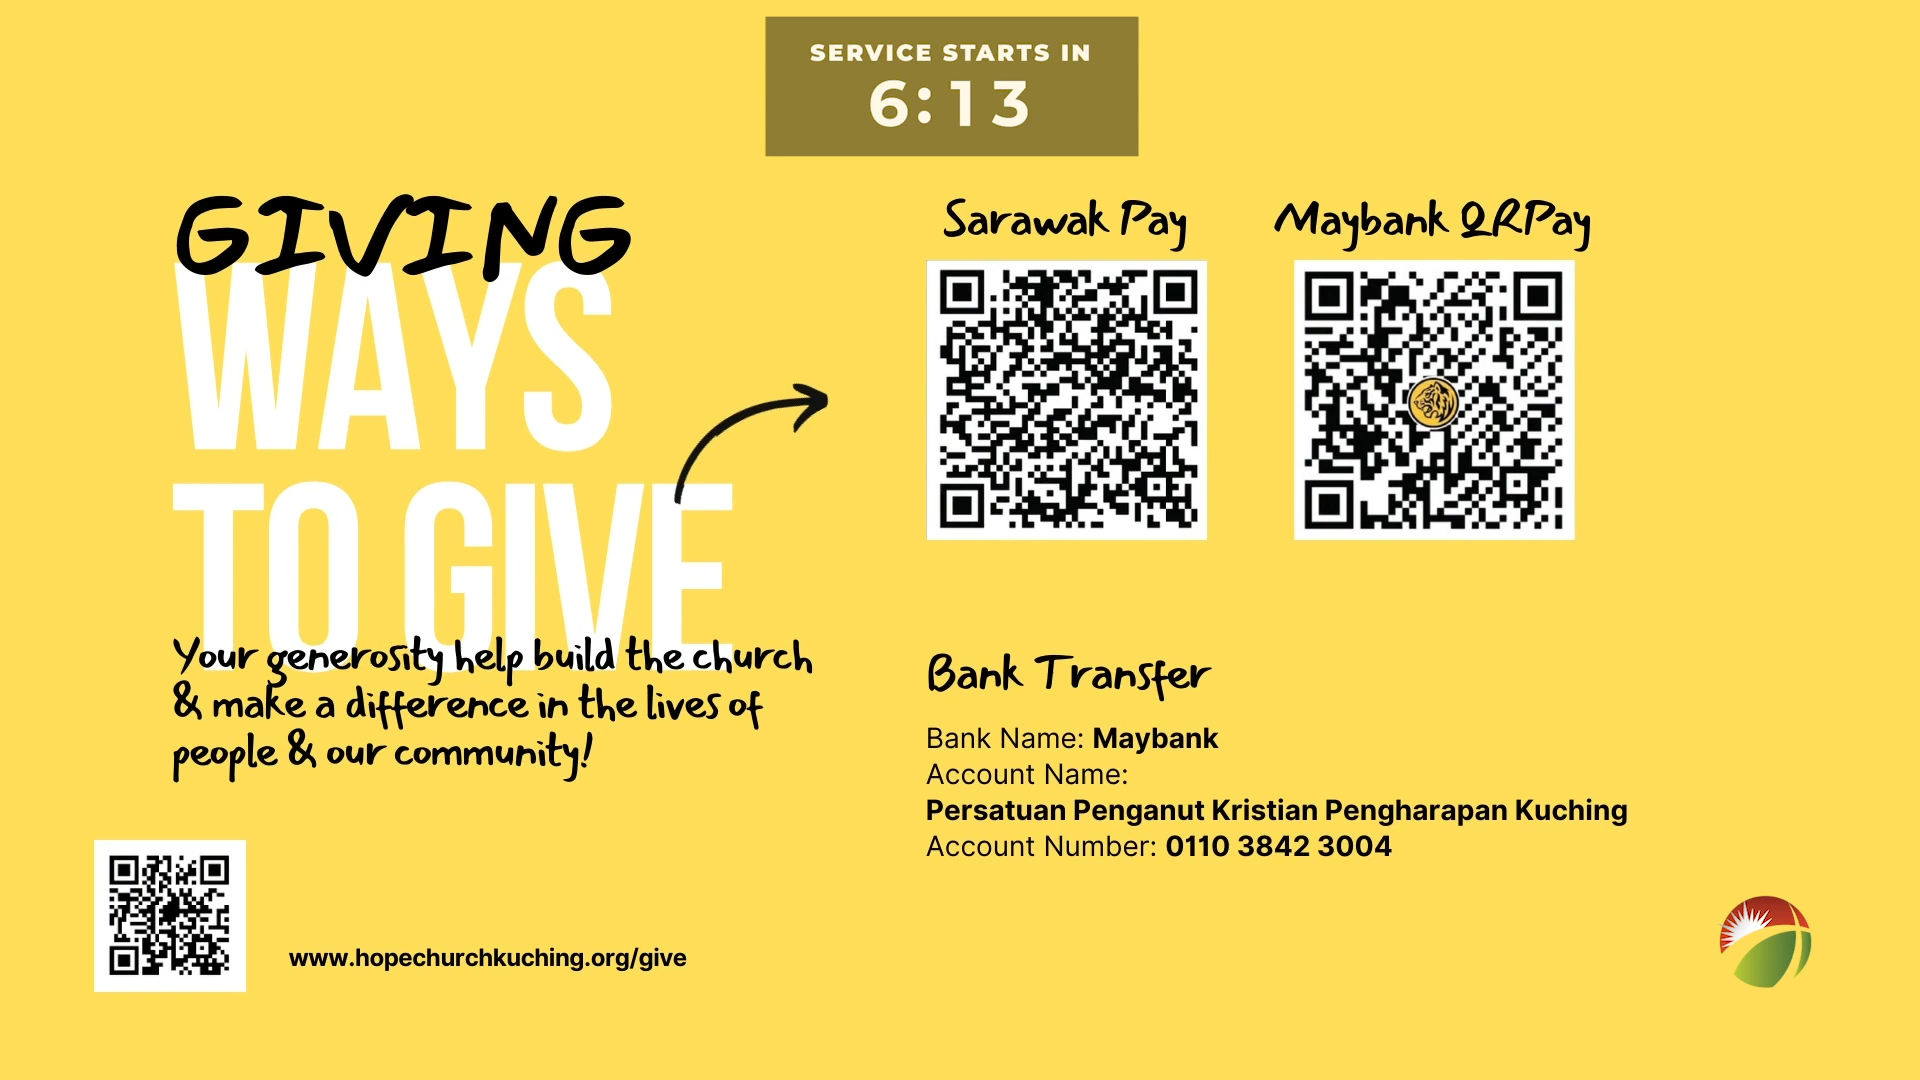 SERVICE STARTS IN
6:13
GIVING
WAYS
TO GIVE
Your generosity help build the church
& make a difference in the lives of
people & our community!
www.hopechurchkuching.org/give
Sarawak Pay
Maybank QRPay
Bank Transfer
Bank Name: Maybank
Account Name:
Persatuan Penganut Kristian Pengharapan Kuching
Account Number: 0110 3842 3004